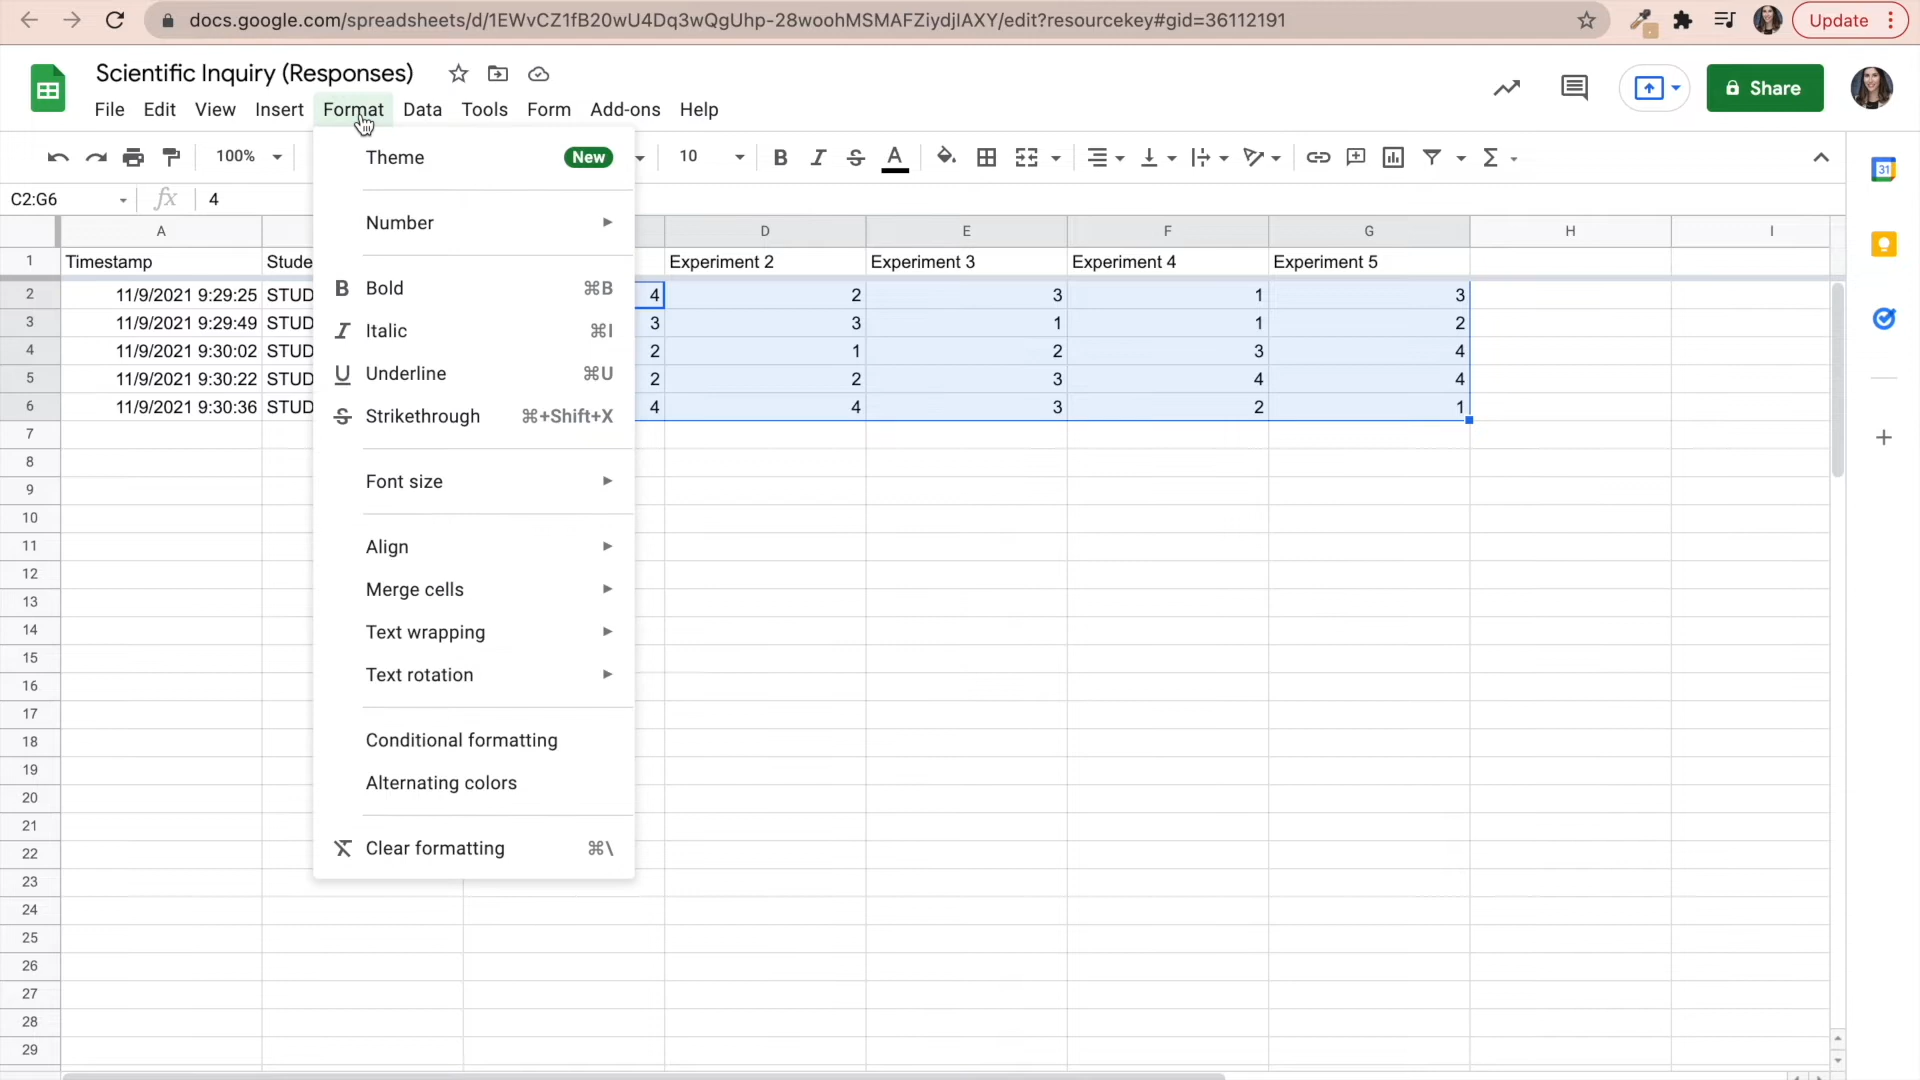 docs.google.com/spreadsheets/d/1EWvCZ1fB20wU4Dq3wQgUhp-28woohMSMAFZiydjIAXY/edit?resourcekey#gid=36112191
Update
Scientific Inquiry (Responses)
File Edit View Insert Format Data Tools Form Add-ons Help
Share
100% 10 B I S A Σ
31
C2:G6 fx 4
A D E F G H I
1 Timestamp Stude Experiment 2 Experiment 3 Experiment 4 Experiment 5
2 11/9/2021 9:29:25 STUD 4 2 3 1 3
3 11/9/2021 9:29:49 STUD 3 3 1 1 2
4 11/9/2021 9:30:02 STUD 2 1 2 3 4
5 11/9/2021 9:30:22 STUD 2 2 3 4 4
6 11/9/2021 9:30:36 STUD 4 4 3 2 1
7
8
9
10
11
12
13
14
15
16
17
18
19
20
21
22
23
24
25
26
27
28
29
Theme New
Number
B Bold ⌘B
I Italic ⌘I
U Underline ⌘U
S Strikethrough ⌘+Shift+X
Font size
Align
Merge cells
Text wrapping
Text rotation
Conditional formatting
Alternating colors
Clear formatting ⌘\